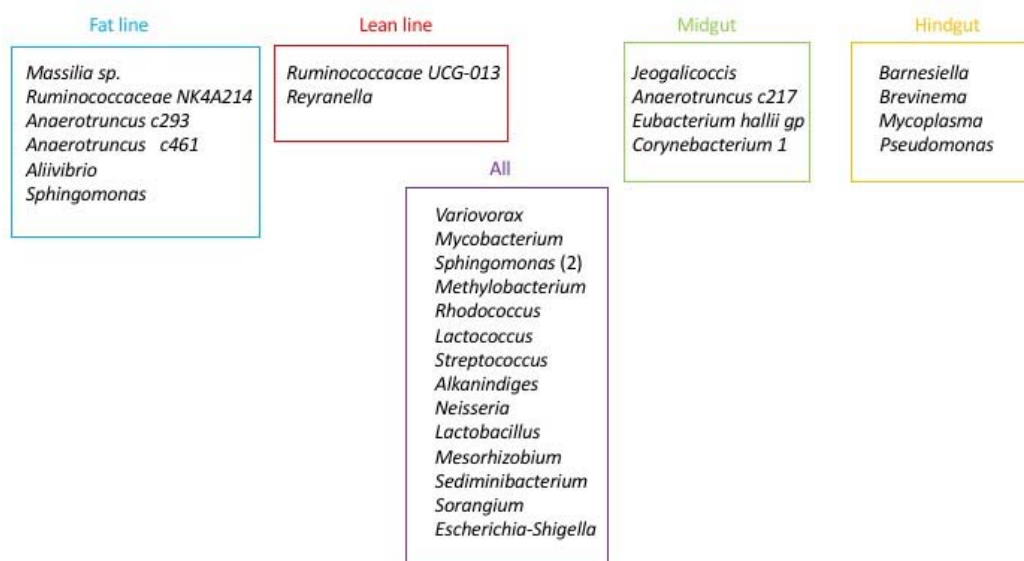 Fat line
Massilia sp.
Ruminococcaceae NK4A214
Anaerotruncus c293
Anaerotruncus c461
Aliivibrio
Sphingomonas
Lean line
Ruminococcacae UCG-013
Reyranella
All
Variovorax
Mycobacterium
Sphingomonas (2)
Methylobacterium
Rhodococcus
Lactococcus
Streptococcus
Alkanindiges
Neisseria
Lactobacillus
Mesorhizobium
Sediminibacterium
Sorangium
Escherichia-Shigella
Midgut
Jeogalicoccis
Anaerotruncus c217
Eubacterium hallii gp
Corynebacterium 1
Hindgut
Barnesiella
Brevinema
Mycoplasma
Pseudomonas